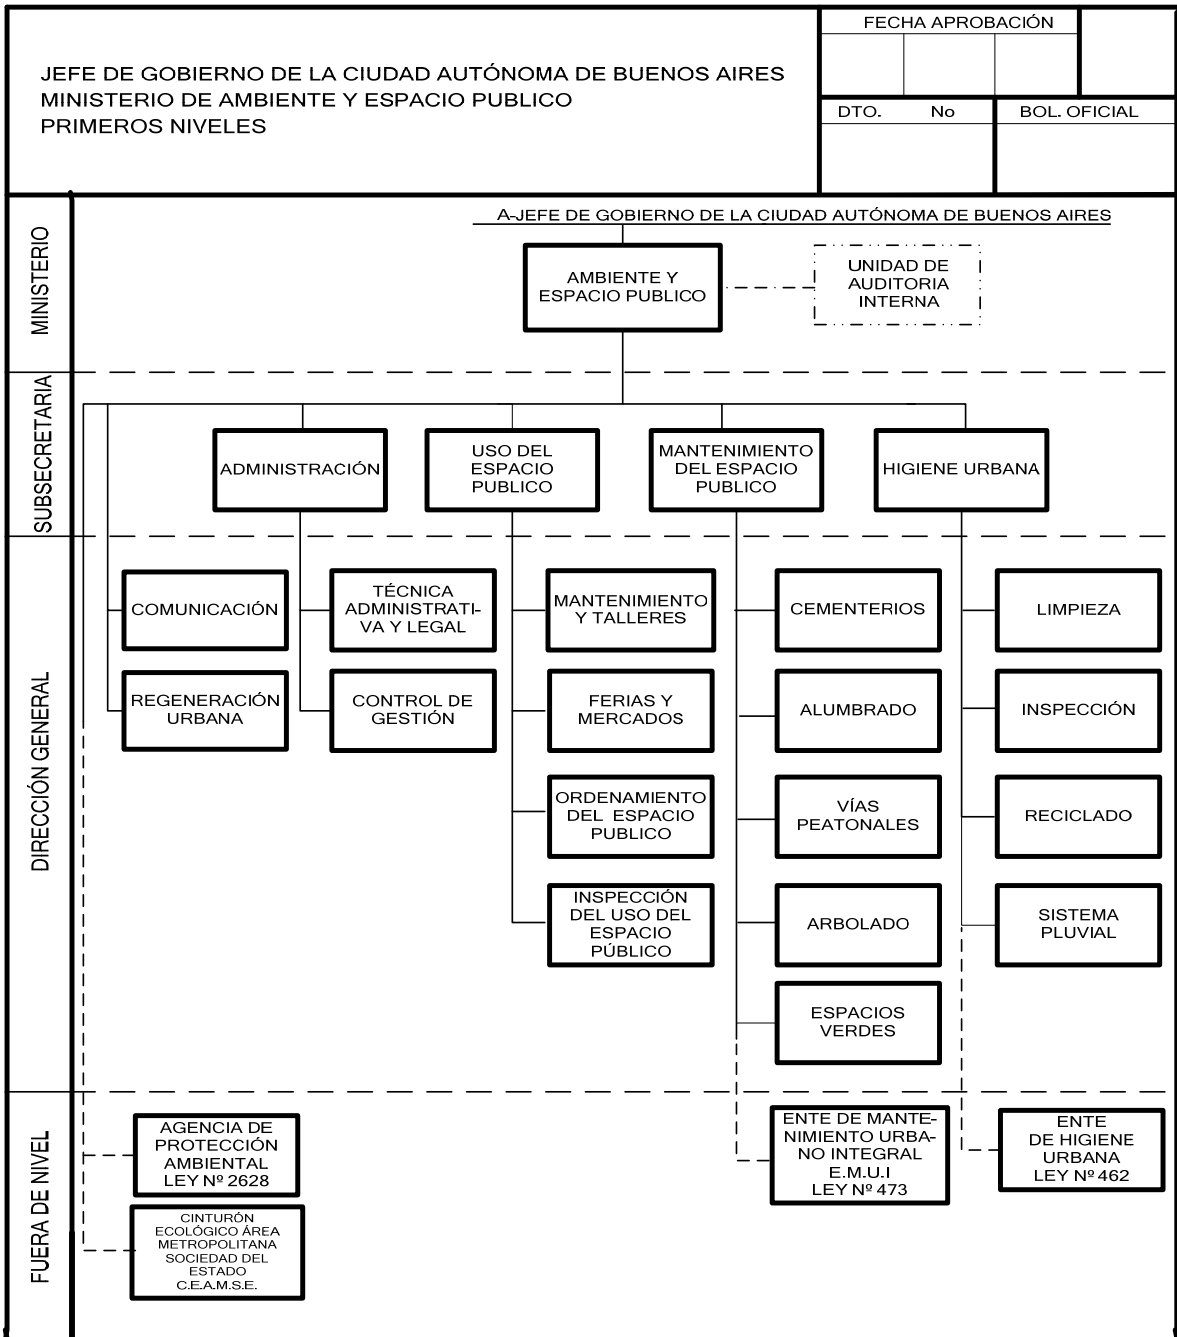 JEFE DE GOBIERNO DE LA CIUDAD AUTÓNOMA DE BUENOS AIRES
MINISTERIO DE AMBIENTE Y ESPACIO PUBLICO
PRIMEROS NIVELES
FECHA APROBACIÓN
DTO. No
BOL. OFICIAL
MINISTERIO
A-JEFE DE GOBIERNO DE LA CIUDAD AUTÓNOMA DE BUENOS AIRES
AMBIENTE Y
ESPACIO PUBLICO
UNIDAD DE
AUDITORIA
INTERNA
SUBSECRETARIA
ADMINISTRACIÓN
USO DEL
ESPACIO
PUBLICO
MANTENIMIENTO
DEL ESPACIO
PUBLICO
HIGIENE URBANA
DIRECCIÓN GENERAL
COMUNICACIÓN
REGENERACIÓN
URBANA
TÉCNICA
ADMINISTRATI-
VA Y LEGAL
CONTROL DE
GESTIÓN
MANTENIMIENTO
Y TALLERES
FERIAS Y
MERCADOS
ORDENAMIENTO
DEL ESPACIO
PUBLICO
INSPECCIÓN
DEL USO DEL
ESPACIO
PÚBLICO
CEMENTERIOS
ALUMBRADO
VÍAS
PEATONALES
ARBOLADO
ESPACIOS
VERDES
LIMPIEZA
INSPECCIÓN
RECICLADO
SISTEMA
PLUVIAL
FUERA DE NIVEL
AGENCIA DE
PROTECCIÓN
AMBIENTAL
LEY Nº 2628
CINTURÓN
ECOLÓGICO ÁREA
METROPOLITANA
SOCIEDAD DEL
ESTADO
C.E.A.M.S.E.
ENTE DE MANTE-
NIMIENTO URBA-
NO INTEGRAL
E.M.U.I
LEY Nº 473
ENTE
DE HIGIENE
URBANA
LEY Nº 462